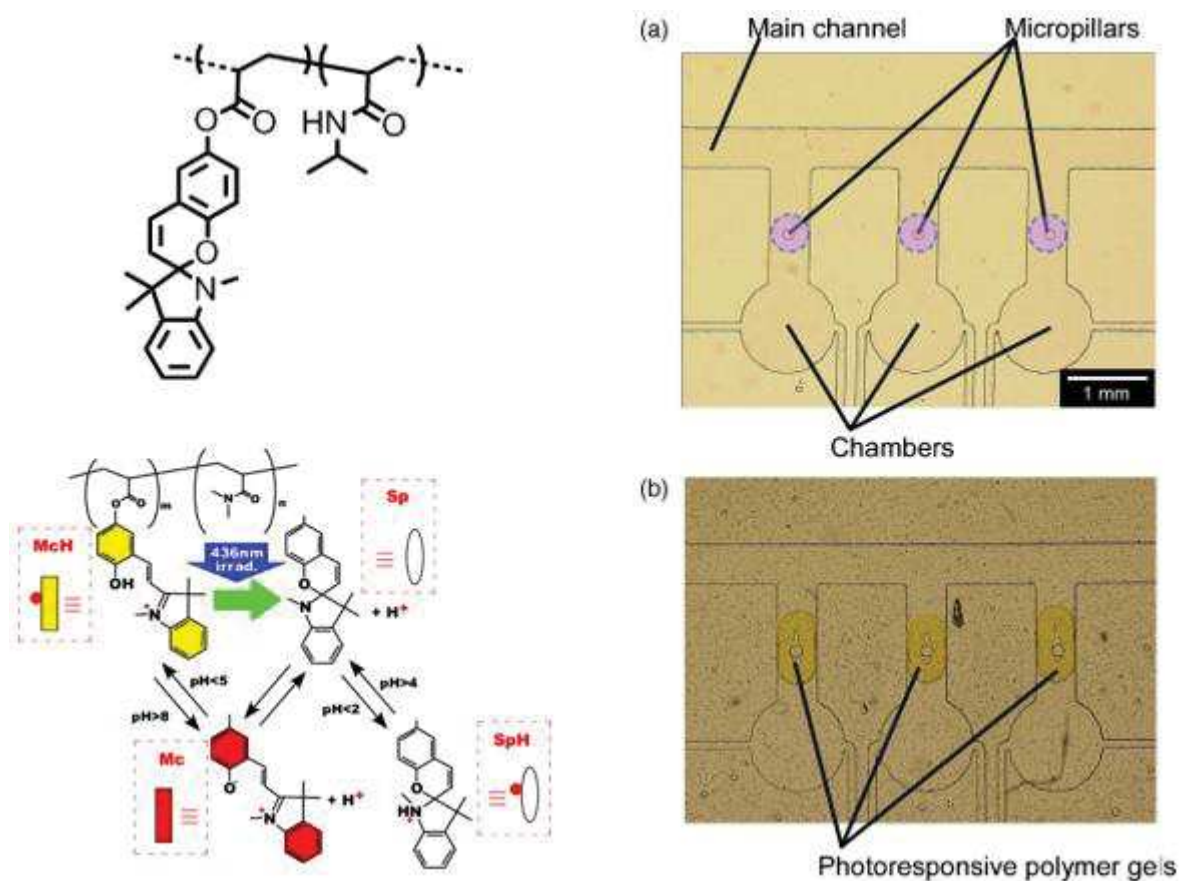 O
O
HN
O
O
N
(a)
Main channel
Micropillars
1 mm
Chambers
m
n
O
O
N
O
McH
OH
N
+
436nm
irrad.
Sp
O
N
+ H+
pH<5
pH>8
pH>4
pH<2
Mc
O
N
+
+ H+
O
HN
+
SpH
(b)
Photoresponsive polymer gels